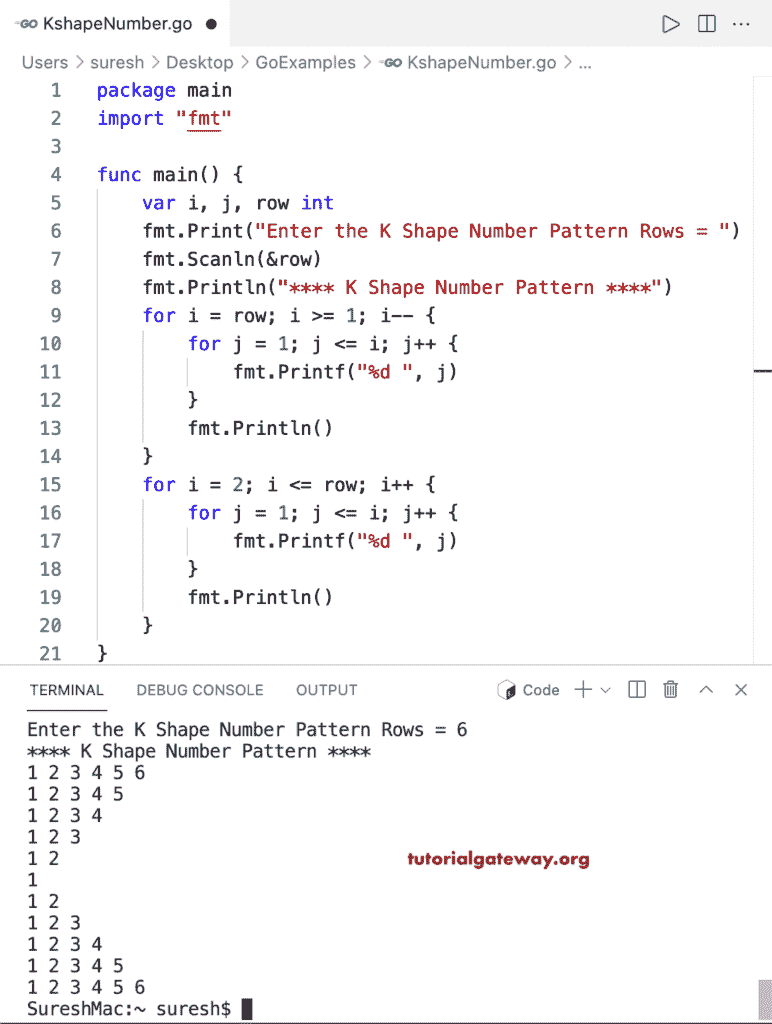 GO KshapeNumber.go ●
Users > suresh > Desktop > GoExamples > GO KshapeNumber.go > ...
1 package main
2 import "fmt"
3
4 func main() {
5     var i, j, row int
6     fmt.Print("Enter the K Shape Number Pattern Rows = ")
7     fmt.Scanln(&row)
8     fmt.Println("**** K Shape Number Pattern ****")
9     for i = row; i >= 1; i-- {
10         for j = 1; j <= i; j++ {
11             fmt.Printf("%d ", j)
12         }
13         fmt.Println()
14     }
15     for i = 2; i <= row; i++ {
16         for j = 1; j <= i; j++ {
17             fmt.Printf("%d ", j)
18         }
19         fmt.Println()
20     }
21 }
TERMINAL DEBUG CONSOLE OUTPUT Code
Enter the K Shape Number Pattern Rows = 6
**** K Shape Number Pattern ****
1 2 3 4 5 6
1 2 3 4 5
1 2 3 4
1 2 3
1 2
tutorialgateway.org
1
1 2
1 2 3
1 2 3 4
1 2 3 4 5
1 2 3 4 5 6
SureshMac:~ suresh$